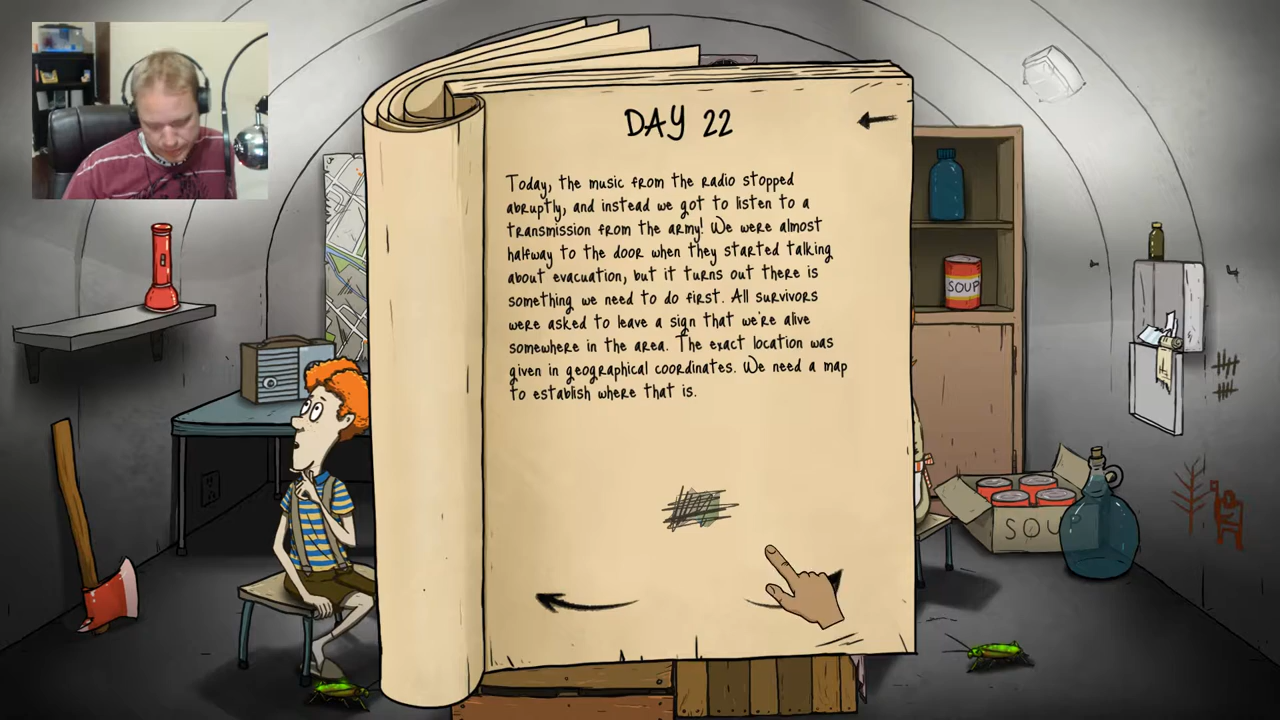 DAY 22
Today, the music from the radio stopped
abruptly, and instead we got to listen to a
transmission from the army! We were almost
halfway to the door when they started talking
about evacuation, but it turns out there is
something we need to do first. All survivors
were asked to leave a sign that we're alive
somewhere in the area. The exact location was
given in geographical coordinates. We need a map
to establish where that is.
SOUP
SOUP